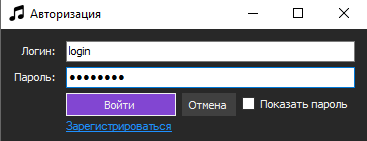 Авторизация
Логин: login
Пароль: ●●●●●●●●
Войти Отмена Показать пароль
Зарегистрироваться